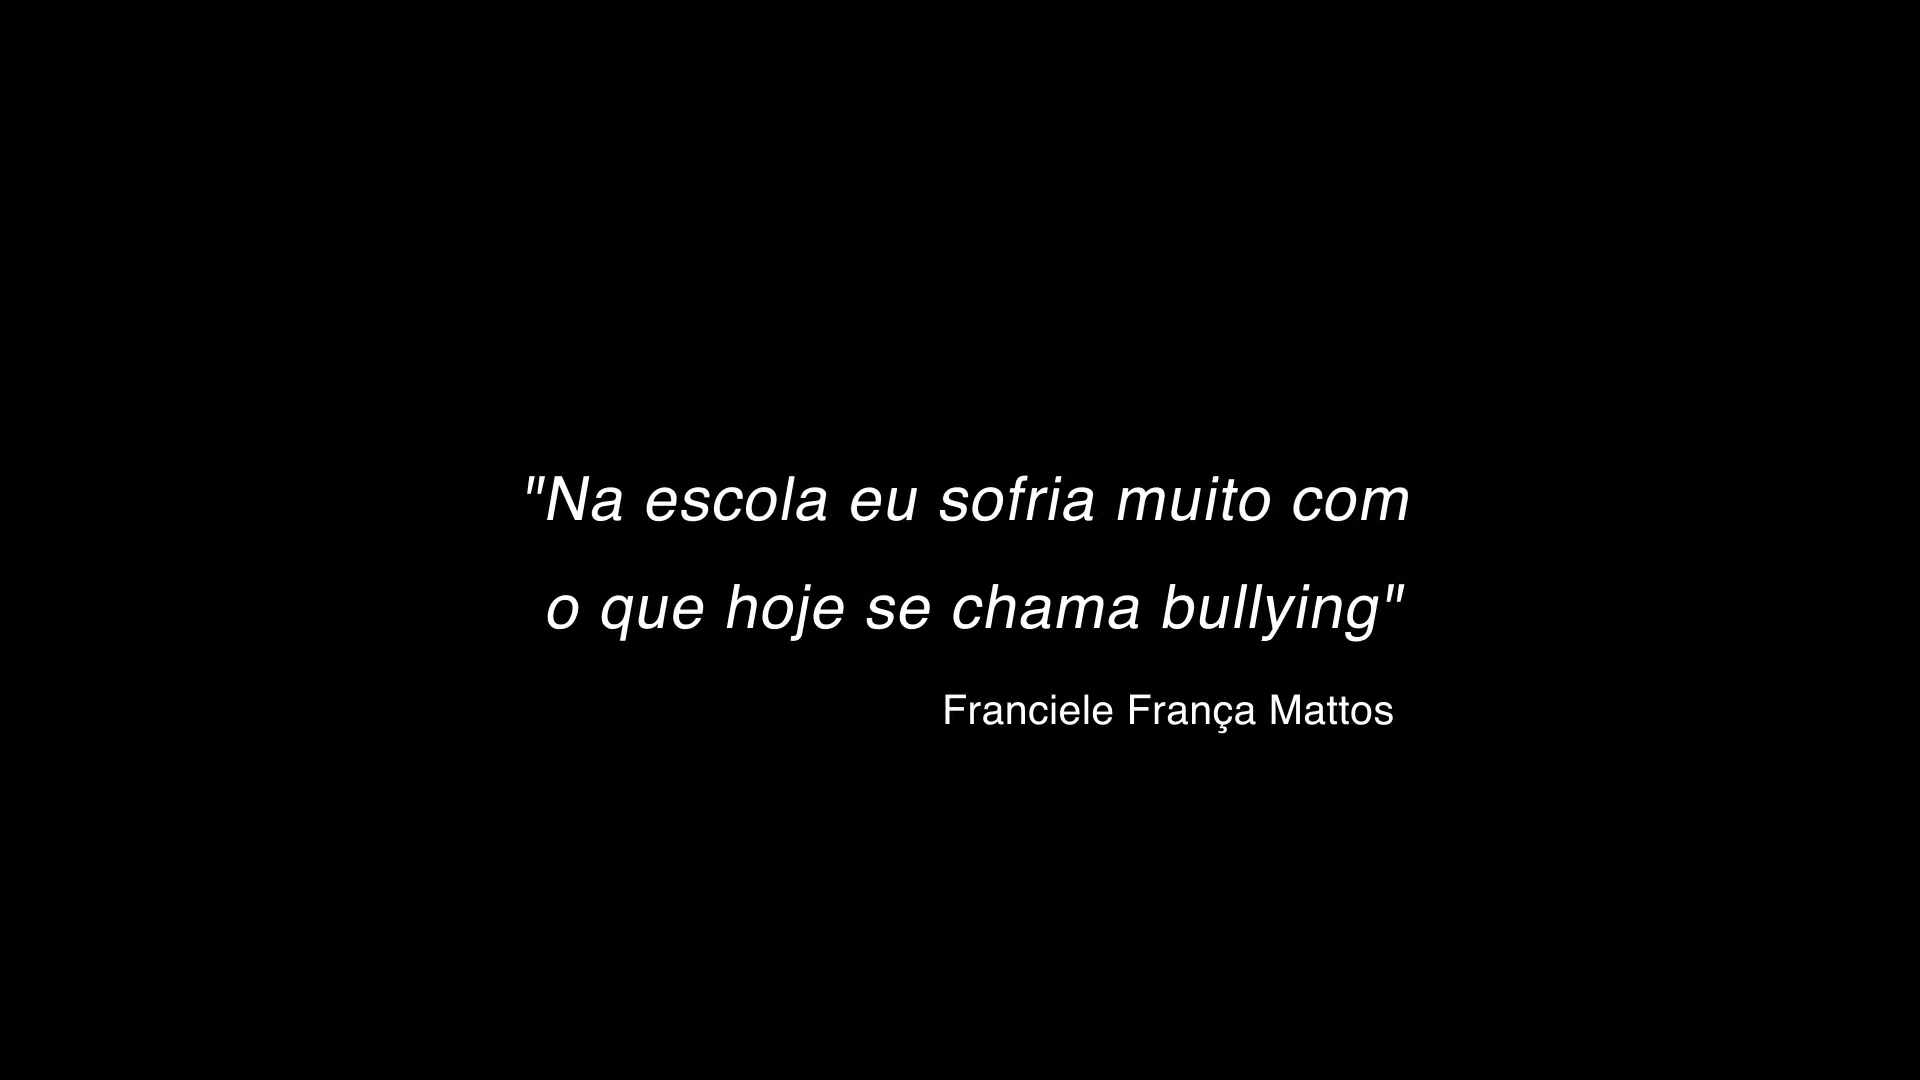 "Na escola eu sofria muito com
o que hoje se chama bullying"
Franciele França Mattos